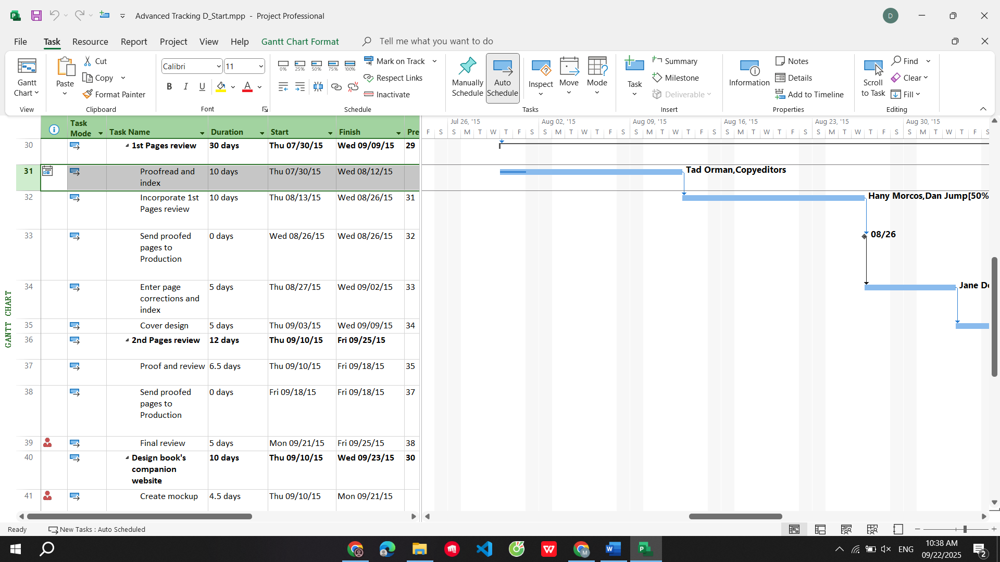 Advanced Tracking D_Start.mpp - Project Professional
D
File Task Resource Report Project View Help Gantt Chart Format Tell me what you want to do
Gantt Chart
View
Paste
Cut
Copy
Format Painter
Clipboard
Calibri 11
B I U A
Font
0% 25% 50% 75% 100%
Mark on Track
Respect Links
Inactivate
Schedule
Manually Schedule
Auto Schedule
Inspect
Move
Mode
Tasks
Task
Summary
Milestone
Deliverable
Insert
Information
Notes
Details
Add to Timeline
Properties
Scroll to Task
Find
Clear
Fill
Editing
Task Mode Task Name Duration Start Finish Pre
Jul 26, '15 Aug 02, '15 Aug 09, '15 Aug 16, '15 Aug 23, '15 Aug 30, '15
F S S M T W T F S S M T W T F S S M T W T F S S M T W T F S S M T W T F S S M T W T F S
30 1st Pages review 30 days Thu 07/30/15 Wed 09/09/15 29
31 Proofread and index 10 days Thu 07/30/15 Wed 08/12/15
Tad Orman,Copyeditors
32 Incorporate 1st Pages review 10 days Thu 08/13/15 Wed 08/26/15 31
Hany Morcos,Dan Jump[50%
33 Send proofed pages to Production 0 days Wed 08/26/15 Wed 08/26/15 32
08/26
34 Enter page corrections and index 5 days Thu 08/27/15 Wed 09/02/15 33
Jane
35 Cover design 5 days Thu 09/03/15 Wed 09/09/15 34
36 2nd Pages review 12 days Thu 09/10/15 Fri 09/25/15
37 Proof and review 6.5 days Thu 09/10/15 Fri 09/18/15 35
38 Send proofed pages to Production 0 days Fri 09/18/15 Fri 09/18/15 37
39 Final review 5 days Mon 09/21/15 Fri 09/25/15 38
40 Design book's companion website 10 days Thu 09/10/15 Wed 09/23/15 30
41 Create mockup 4.5 days Thu 09/10/15 Mon 09/21/15
GANTT CHART
Ready New Tasks : Auto Scheduled
ENG
10:38 AM
09/22/2025
2